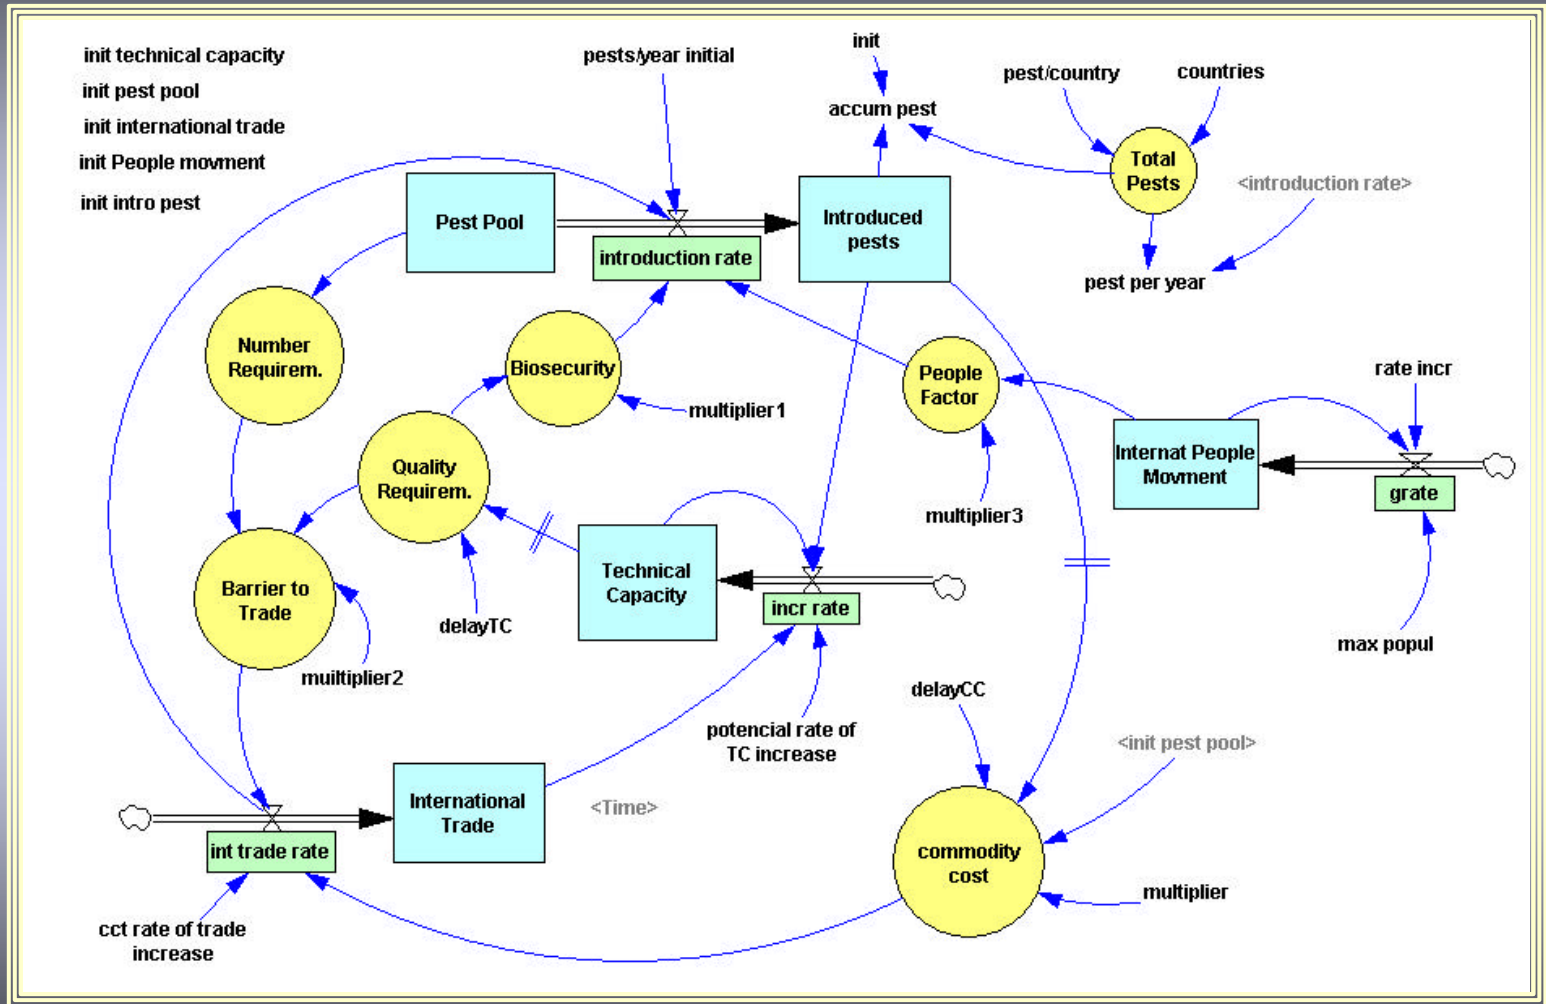 init technical capacity
init pest pool
init international trade
init People movment
init intro pest
pests/year initial
init
accum pest
pest/country
countries
Total
Pests
<introduction rate>
pest per year
Pest Pool
introduction rate
Introduced
pests
Number
Requirem.
Biosecurity
multiplier1
People
Factor
multiplier3
rate incr
Internat People
Movment
grate
max popul
Quality
Requirem.
delayTC
Technical
Capacity
incr rate
potencial rate of
TC increase
Barrier to
Trade
muiltiplier2
International
Trade
<Time>
int trade rate
cct rate of trade
increase
delayCC
<init pest pool>
commodity
cost
multiplier